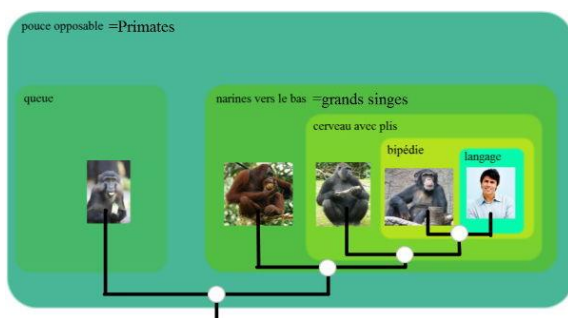 pouce opposable =Primates
queue
narines vers le bas =grands singes
cerveau avec plis
bipédie
langage